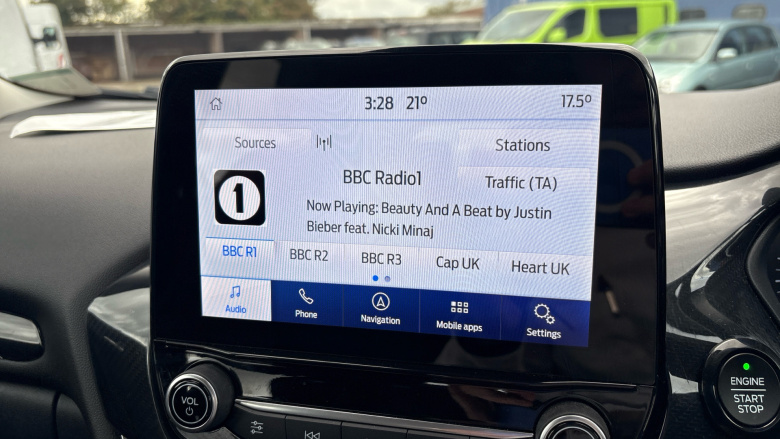 3:28 21° 17.5°
Sources Stations
BBC Radio1 Traffic (TA)
1
Now Playing: Beauty And A Beat by Justin
Bieber feat. Nicki Minaj
BBC R1 BBC R2 BBC R3 Cap UK Heart UK
Audio Phone Navigation Mobile apps Settings
VOL
ENGINE
START
STOP